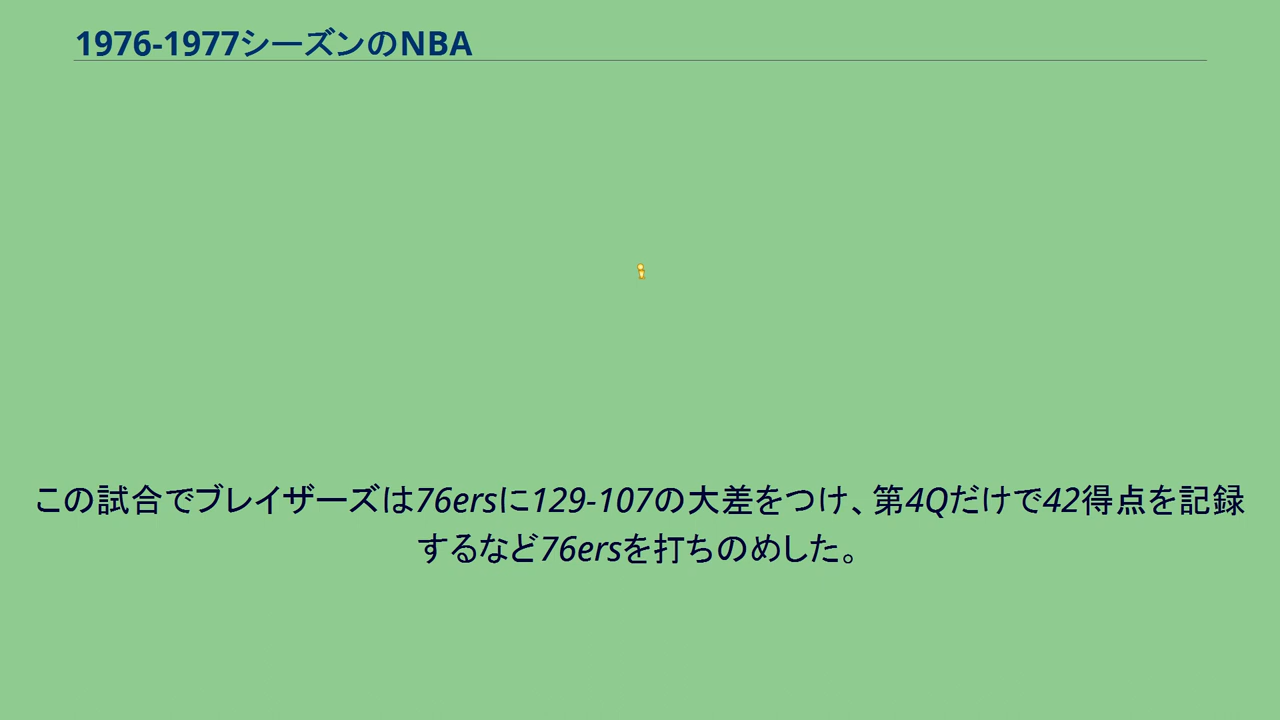 1976-1977シーズンのNBA
この試合でブレイザーズは76ersに129-107の大差をつけ、第4Qだけで42得点を記録
するなど76ersを打ちのめした。